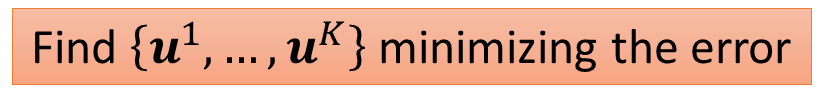 Find {𝒖¹, … , 𝒖ᴷ} minimizing the error